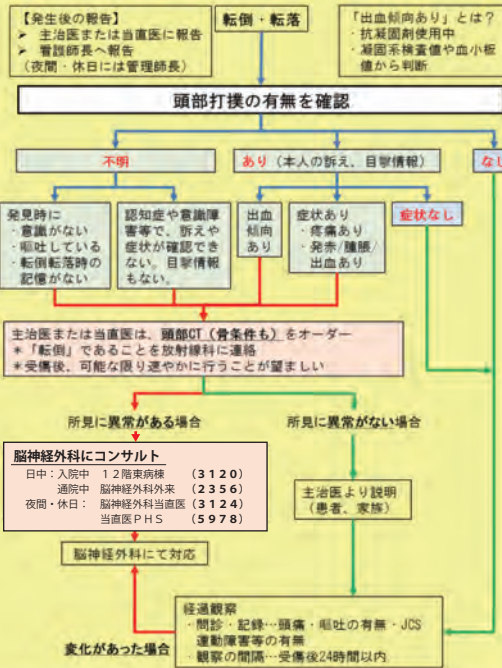 【発生後の報告】
➢ 主治医または当直医に報告
➢ 看護師長へ報告
（夜間・休日には管理師長）
転倒・転落
「出血傾向あり」とは？
・抗凝固剤使用中
・凝固系検査値や血小板
値から判断
頭部打撲の有無を確認
不明
あり（本人の訴え、目撃情報）
なし
発見時に
・意識がない
・嘔吐している
・転倒転落時の
記憶がない
認知症や意識障
害等で、訴えや
症状が確認でき
ない。目撃情報
もない。
出血
傾向
あり
症状あり
・疼痛あり
・発赤/腫脹/
出血あり
症状なし
主治医または当直医は、頭部CT（骨条件も）をオーダー
＊「転倒」であることを放射線科に連絡
＊受傷後、可能な限り速やかに行うことが望ましい
所見に異常がある場合
所見に異常がない場合
脳神経外科にコンサルト
日中：入院中　１２階東病棟　（３１２０）
通院中　脳神経外科外来　（２３５６）
夜間・休日：　脳神経外科当直医（３１２４）
当直医ＰＨＳ　（５９７８）
主治医より説明
（患者、家族）
脳神経外科にて対応
経過観察
・問診・記録…頭痛・嘔吐の有無・JCS
運動障害等の有無
・観察の間隔…受傷後24時間以内
変化があった場合